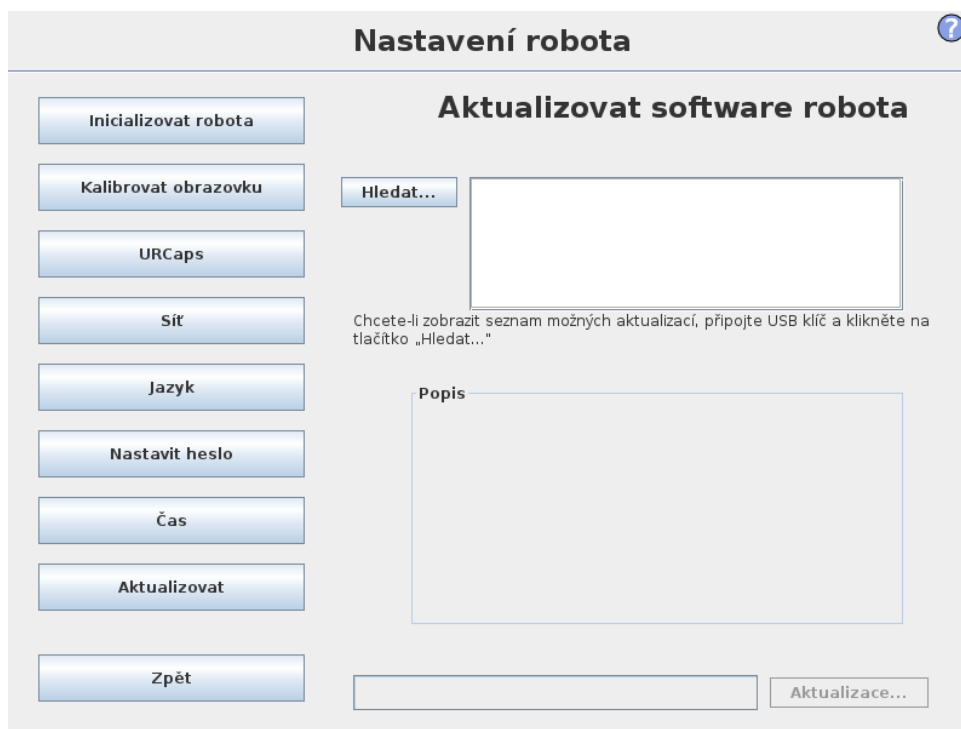 Nastavení robota
?
Inicializovat robota
Kalibrovat obrazovku
URCaps
Síť
Jazyk
Nastavit heslo
Čas
Aktualizovat
Zpět
Aktualizovat software robota
Hledat...
Chcete-li zobrazit seznam možných aktualizací, připojte USB klíč a klikněte na
tlačítko „Hledat..."
Popis
Aktualizace...